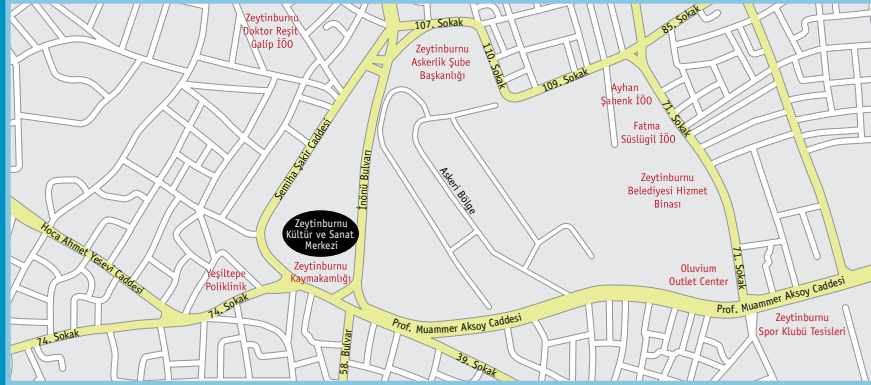 Zeytinburnu
Doktor Reşit
Galip İÖO
107. Sokak
85. Sokak
Zeytinburnu
Askerlik Şube
Başkanlığı
110. Sokak
109. Sokak
Ayhan
Şahenk İÖO
71. Sokak
Fatma
Süslügil İÖO
Semiha Şakir Caddesi
İnönü Bulvarı
Askeri Bölge
Zeytinburnu
Belediyesi Hizmet
Binası
Zeytinburnu
Kültür ve Sanat
Merkezi
Hoca Ahmet Yesevi Caddesi
Yeşiltepe
Poliklinik
Zeytinburnu
Kaymakamlığı
71. Sokak
Oluvium
Outlet Center
74. Sokak
74. Sokak
58. Bulvar
Prof. Muammer Aksoy Caddesi
39. Sokak
Prof. Muammer Aksoy Caddesi
Zeytinburnu
Spor Klubü Tesisleri